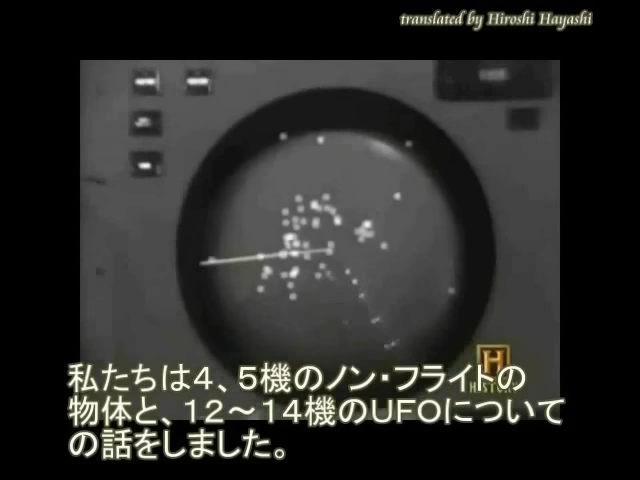 translated by Hiroshi Hayashi
H
HISTORY
私たちは４、５機のノン・フライトの
物体と、１２～１４機のＵＦＯについて
の話をしました。